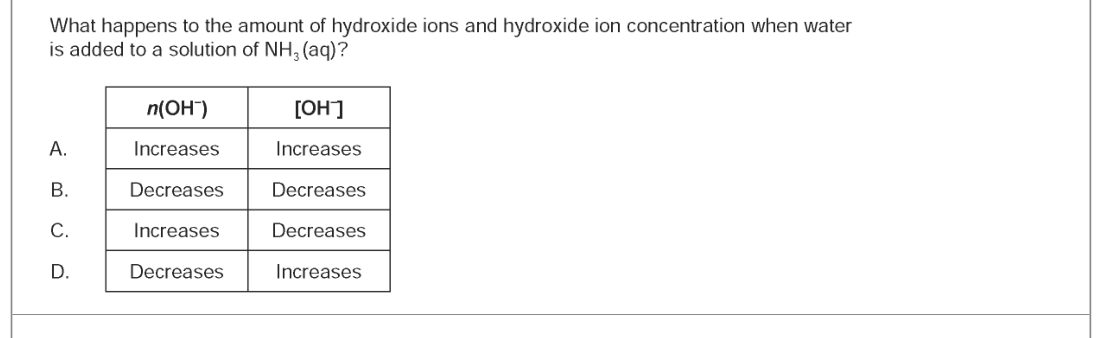 What happens to the amount of hydroxide ions and hydroxide ion concentration when water
is added to a solution of NH₃ (aq)?
n(OH⁻) [OH⁻]
A. Increases Increases
B. Decreases Decreases
C. Increases Decreases
D. Decreases Increases